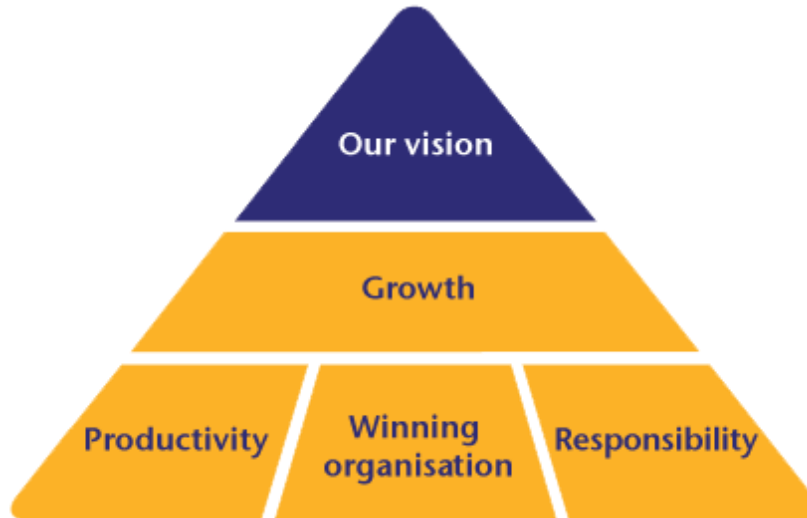 Our vision
Growth
Productivity
Winning
organisation
Responsibility